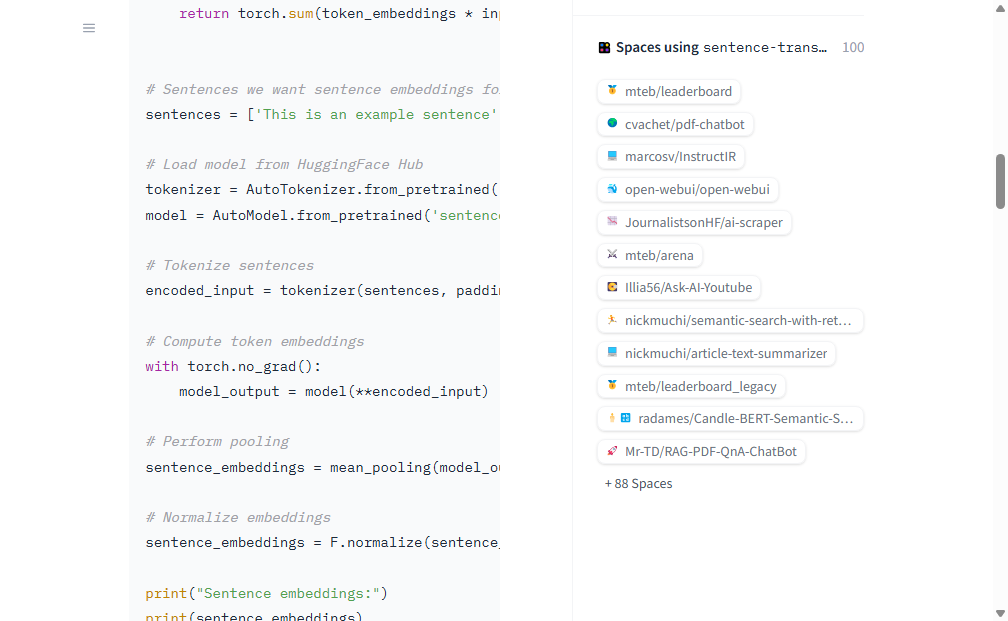 return torch.sum(token_embeddings * in
# Sentences we want sentence embeddings fo
sentences = ['This is an example sentence'
# Load model from HuggingFace Hub
tokenizer = AutoTokenizer.from_pretrained(
model = AutoModel.from_pretrained('sentenc
# Tokenize sentences
encoded_input = tokenizer(sentences, paddin
# Compute token embeddings
with torch.no_grad():
model_output = model(**encoded_input)
# Perform pooling
sentence_embeddings = mean_pooling(model_o
# Normalize embeddings
sentence_embeddings = F.normalize(sentence_
print("Sentence embeddings:")
print(sentence_embeddings)
Spaces using sentence-trans… 100
mteb/leaderboard
cvachet/pdf-chatbot
marcosv/InstructIR
open-webui/open-webui
JournalistsonHF/ai-scraper
mteb/arena
Illia56/Ask-AI-Youtube
nickmuchi/semantic-search-with-ret…
nickmuchi/article-text-summarizer
mteb/leaderboard_legacy
radames/Candle-BERT-Semantic-S…
Mr-TD/RAG-PDF-QnA-ChatBot
+ 88 Spaces